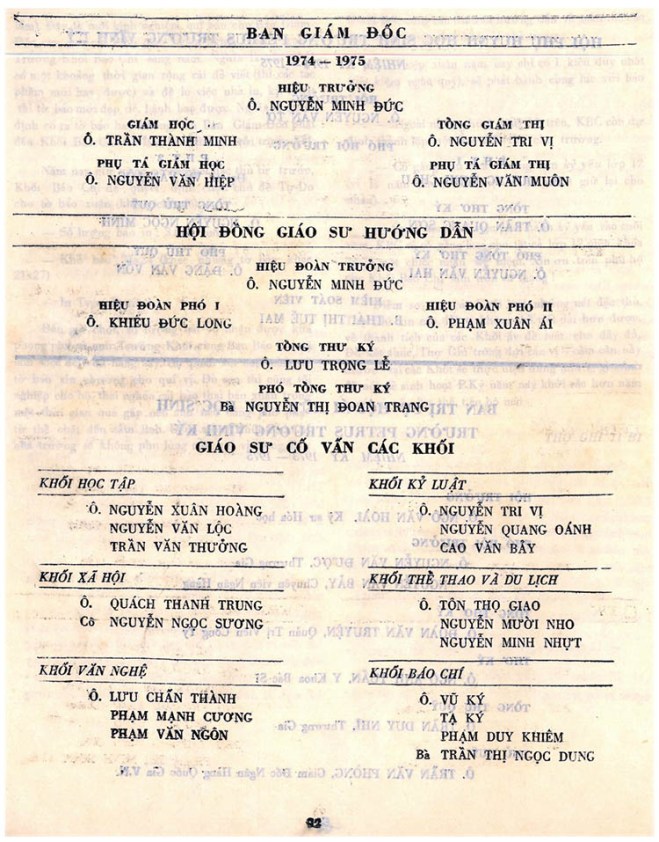 BAN GIÁM ĐỐC
1974 — 1975
HIỆU TRƯỞNG
Ô. NGUYỄN MINH ĐỨC
GIÁM HỌC
Ô. TRẦN THÀNH MINH
TỔNG GIÁM THỊ
Ô. NGUYỄN TRI VỊ
PHỤ TÁ GIÁM HỌC
Ô. NGUYỄN VĂN HIỆP
PHỤ TÁ GIÁM THỊ
Ô. NGUYỄN VĂN MUÔN
HỘI ĐỒNG GIÁO SƯ HƯỚNG DẪN
HIỆU ĐOÀN TRƯỞNG
Ô. NGUYỄN MINH ĐỨC
HIỆU ĐOÀN PHÓ I
Ô. KHIẾU ĐỨC LONG
HIỆU ĐOÀN PHÓ II
Ô. PHẠM XUÂN ÁI
TỔNG THƯ KÝ
Ô. LƯU TRỌNG LỄ
PHÓ TỔNG THƯ KÝ
Bà NGUYỄN THỊ ĐOAN TRANG
GIÁO SƯ CỐ VẤN CÁC KHỐI
KHỐI HỌC TẬP
Ô. NGUYỄN XUÂN HOÀNG
NGUYỄN VĂN LỘC
TRẦN VĂN THƯỞNG
KHỐI KỶ LUẬT
Ô. NGUYỄN TRI VỊ
NGUYỄN QUANG OÁNH
CAO VĂN BẢY
KHỐI XÃ HỘI
Ô. QUÁCH THANH TRUNG
Cô NGUYỄN NGỌC SƯƠNG
KHỐI THỂ THAO VÀ DU LỊCH
Ô. TÔN THỌ GIAO
NGUYỄN MƯỜI NHO
NGUYỄN MINH NHỰT
KHỐI VĂN NGHỆ
Ô. LƯU CHẤN THÀNH
PHẠM MẠNH CƯƠNG
PHẠM VĂN NGÔN
KHỐI BÁO CHÍ
Ô. VŨ KÝ
TẠ KÝ
PHẠM DUY KHIÊM
Bà TRẦN THỊ NGỌC DUNG